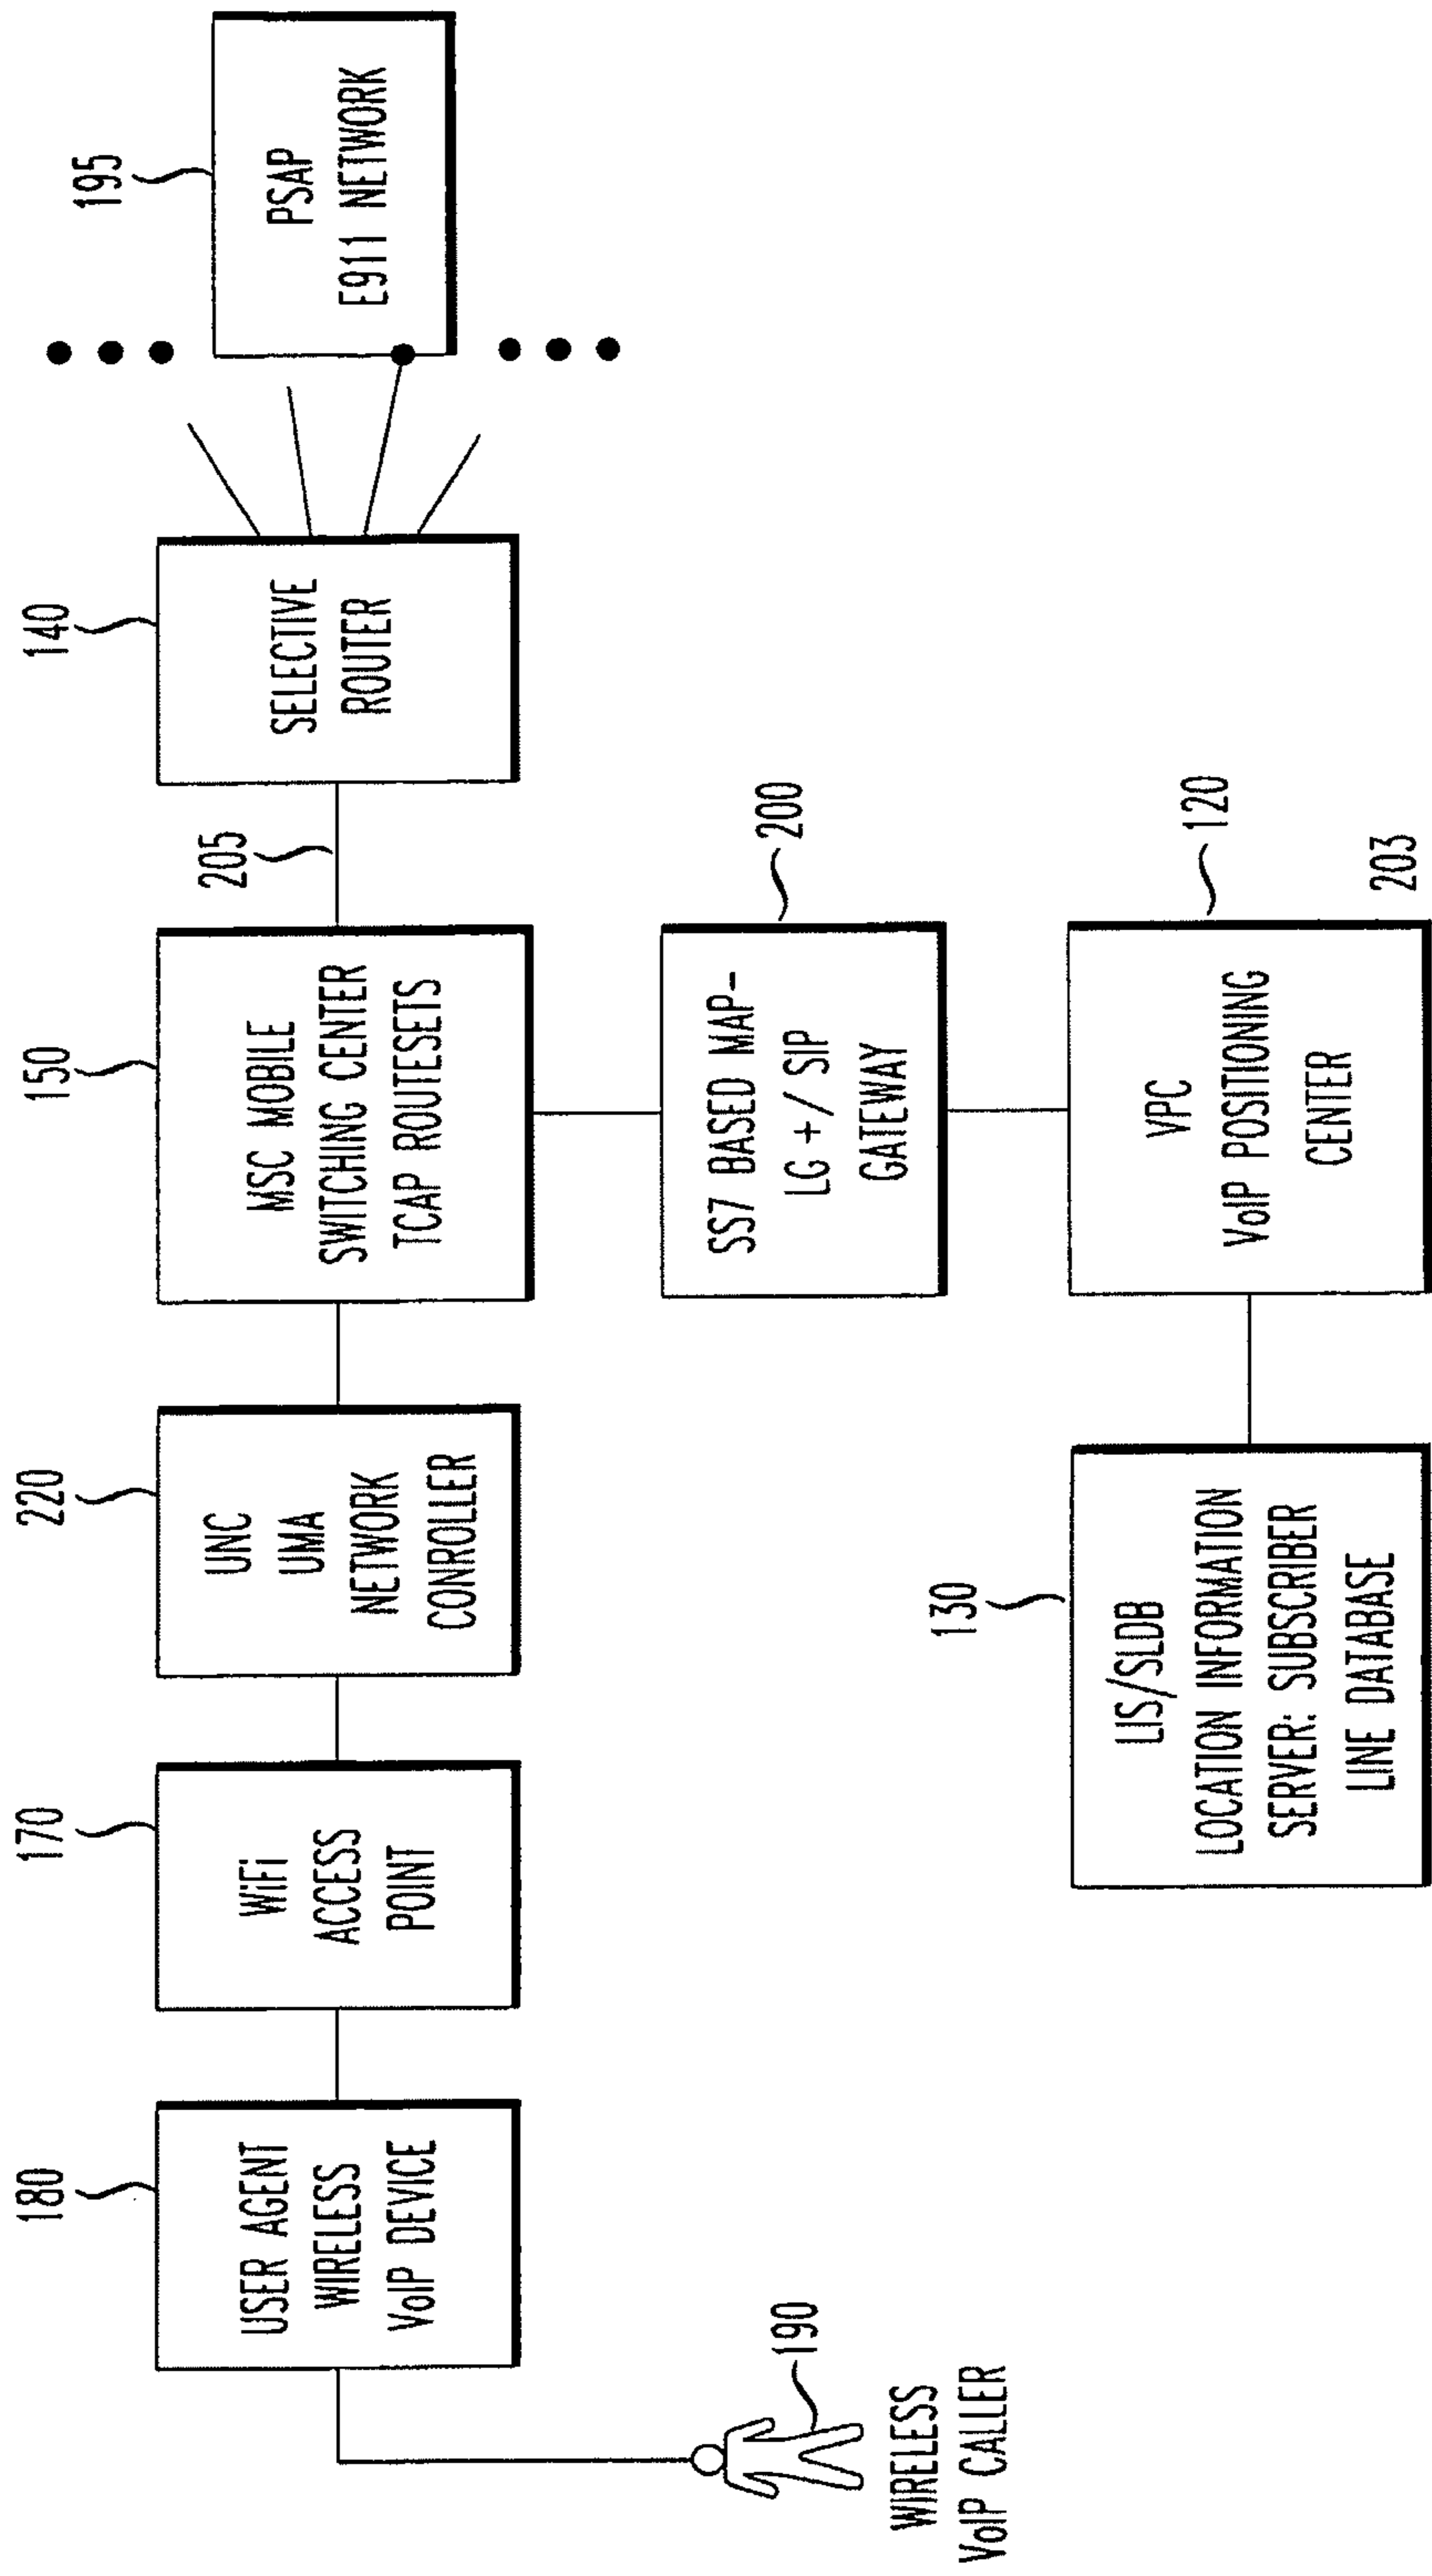 180
USER AGENT
WIRELESS
VoIP DEVICE
170
WiFi
ACCESS
POINT
220
UNC
UMA
NETWORK
CONROLLER
150
MSC MOBILE
SWITCHING CENTER
TCAP ROUTESETS
205
140
SELECTIVE
ROUTER
195
PSAP
E911 NETWORK
190
WIRELESS
VoIP CALLER
200
SS7 BASED MAP-
LG +/ SIP
GATEWAY
130
LIS/SLDB
LOCATION INFORMATION
SERVER: SUBSCRIBER
LINE DATABASE
120
VPC
VoIP POSITIONING
CENTER
203